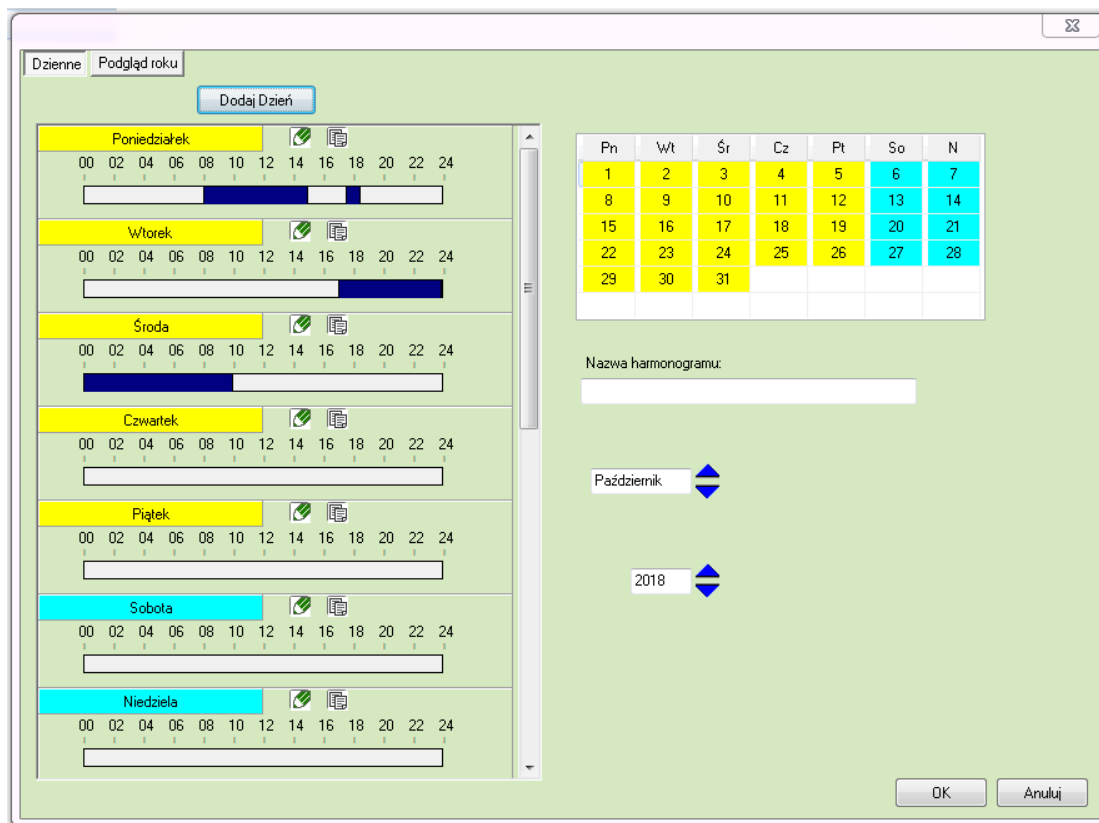 Dzienne Podgląd roku
Dodaj Dzień
Poniedziałek
00 02 04 06 08 10 12 14 16 18 20 22 24
Wtorek
00 02 04 06 08 10 12 14 16 18 20 22 24
Środa
00 02 04 06 08 10 12 14 16 18 20 22 24
Czwartek
00 02 04 06 08 10 12 14 16 18 20 22 24
Piątek
00 02 04 06 08 10 12 14 16 18 20 22 24
Sobota
00 02 04 06 08 10 12 14 16 18 20 22 24
Niedziela
00 02 04 06 08 10 12 14 16 18 20 22 24
Pn Wt Śr Cz Pt So N
1 2 3 4 5 6 7
8 9 10 11 12 13 14
15 16 17 18 19 20 21
22 23 24 25 26 27 28
29 30 31
Nazwa harmonogramu:
Październik
2018
OK Anuluj